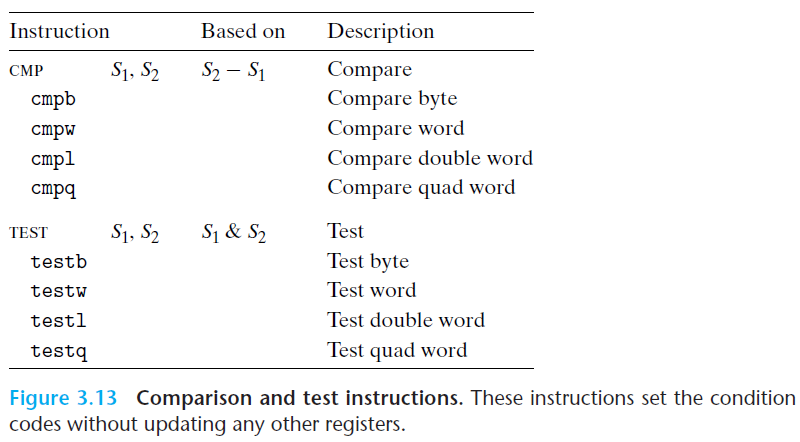 Instruction Based on Description
CMP S1, S2 S2 − S1 Compare
cmpb Compare byte
cmpw Compare word
cmpl Compare double word
cmpq Compare quad word
TEST S1, S2 S1 & S2 Test
testb Test byte
testw Test word
testl Test double word
testq Test quad word
Figure 3.13 Comparison and test instructions. These instructions set the condition
codes without updating any other registers.